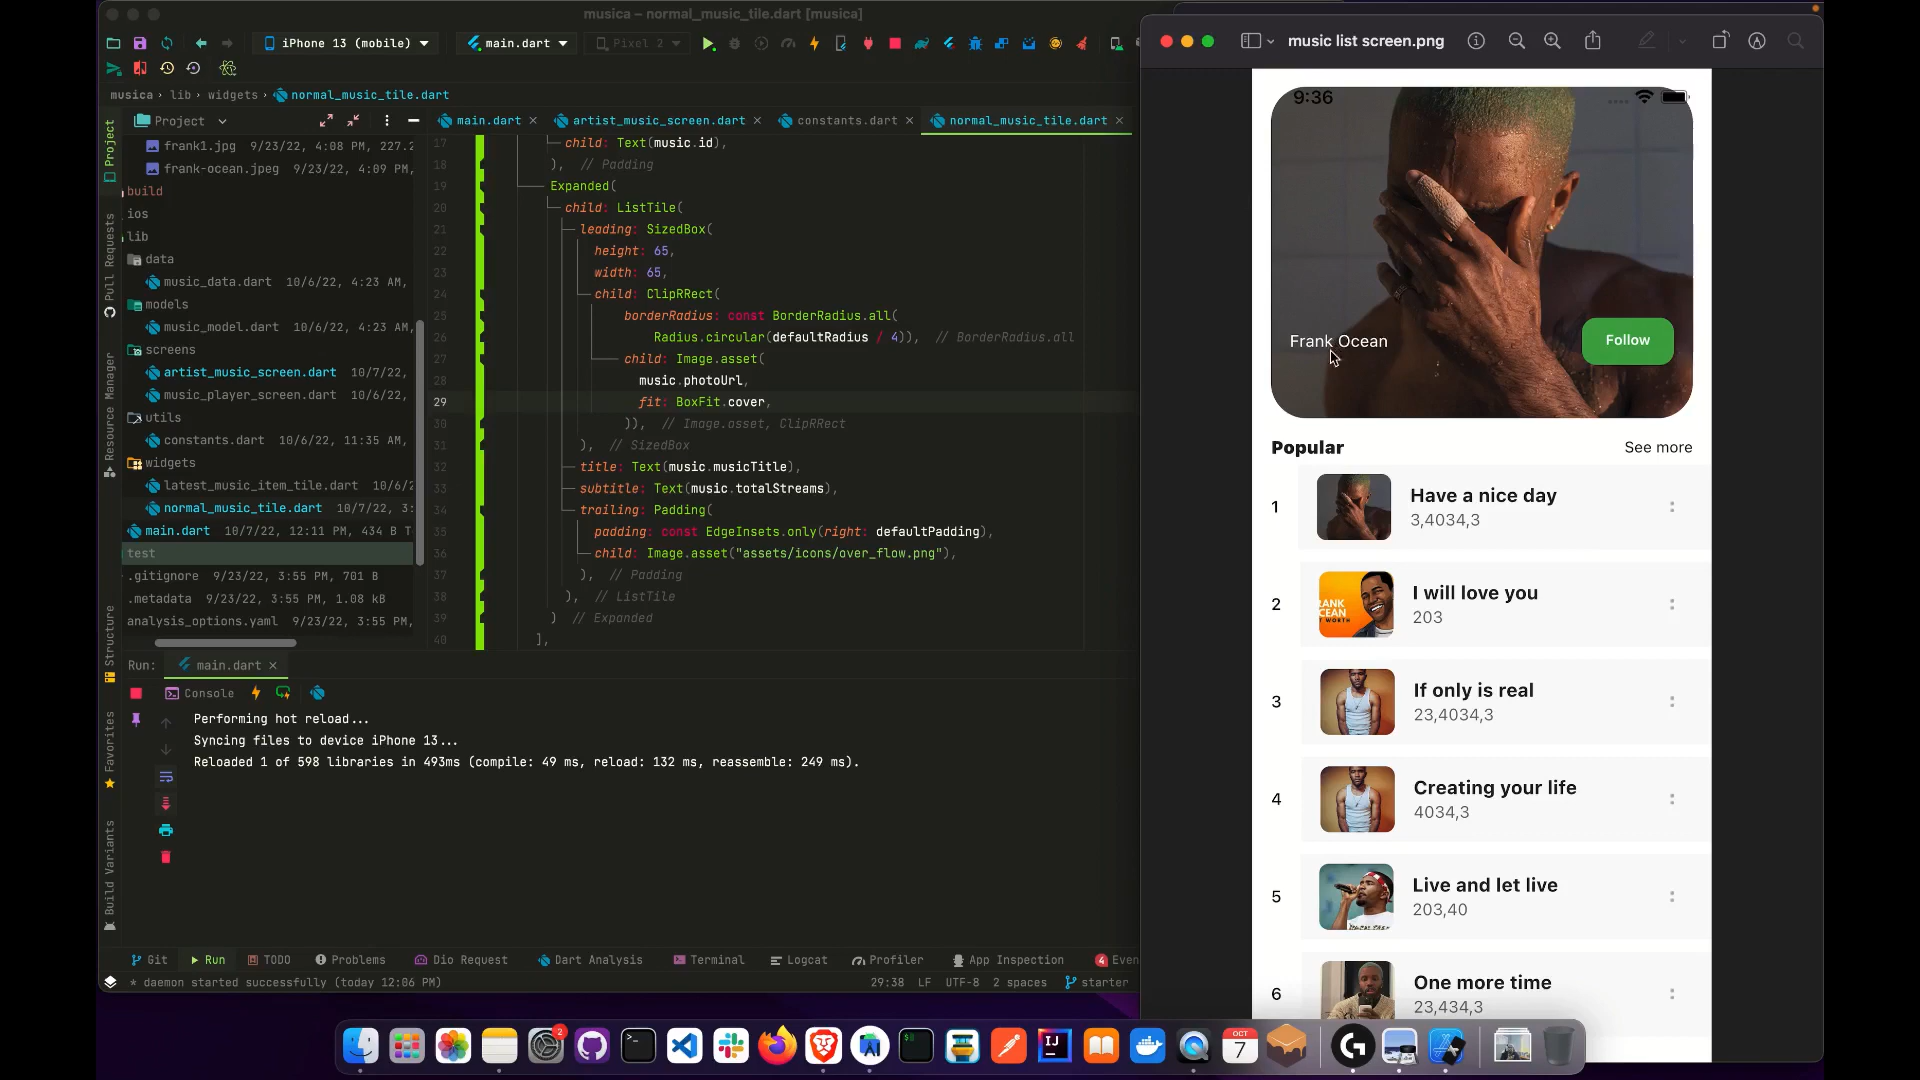 musica – normal_music_tile.dart [musica]
iPhone 13 (mobile)
main.dart
Pixel 2
musica › lib › widgets › normal_music_tile.dart
Project
main.dart
artist_music_screen.dart
constants.dart
normal_music_tile.dart
Project
Pull Requests
Resource Manager
Structure
Favorites
Build Variants
frank1.jpg 9/23/22, 4:08 PM, 227.2
frank-ocean.jpeg 9/23/22, 4:09 PM,
build
ios
lib
data
music_data.dart 10/6/22, 4:23 AM,
models
music_model.dart 10/6/22, 4:23 AM,
screens
artist_music_screen.dart 10/7/22,
music_player_screen.dart 10/6/22,
utils
constants.dart 10/6/22, 11:35 AM,
widgets
latest_music_item_tile.dart 10/6/2
normal_music_tile.dart 10/7/22, 3:
main.dart 10/7/22, 12:11 PM, 434 B T
test
.gitignore 9/23/22, 3:55 PM, 701 B
.metadata 9/23/22, 3:55 PM, 1.08 kB
analysis_options.yaml 9/23/22, 3:55 PM,
17 child: Text(music.id),
18 ), // Padding
19 Expanded(
20 child: ListTile(
21 leading: SizedBox(
22 height: 65,
23 width: 65,
24 child: ClipRRect(
25 borderRadius: const BorderRadius.all(
26 Radius.circular(defaultRadius / 4)), // BorderRadius.all
27 child: Image.asset(
28 music.photoUrl,
29 fit: BoxFit.cover,
30 )), // Image.asset, ClipRRect
31 ), // SizedBox
32 title: Text(music.musicTitle),
33 subtitle: Text(music.totalStreams),
34 trailing: Padding(
35 padding: const EdgeInsets.only(right: defaultPadding),
36 child: Image.asset("assets/icons/over_flow.png"),
37 ), // Padding
38 ), // ListTile
39 ) // Expanded
40 ],
Run: main.dart
Console
Performing hot reload...
Syncing files to device iPhone 13...
Reloaded 1 of 598 libraries in 493ms (compile: 49 ms, reload: 132 ms, reassemble: 249 ms).
Git
Run
TODO
Problems
Dio Request
Dart Analysis
Terminal
Logcat
Profiler
App Inspection
4 Even
* daemon started successfully (today 12:06 PM)
29:38 LF UTF-8 2 spaces starter
music list screen.png
9:36
Frank Ocean
Follow
Popular
See more
1
Have a nice day
3,4034,3
2
RANK
OCEAN
I will love you
203
3
If only is real
23,4034,3
4
Creating your life
4034,3
5
Live and let live
203,40
6
One more time
23,434,3
2
IJ
OCT
7